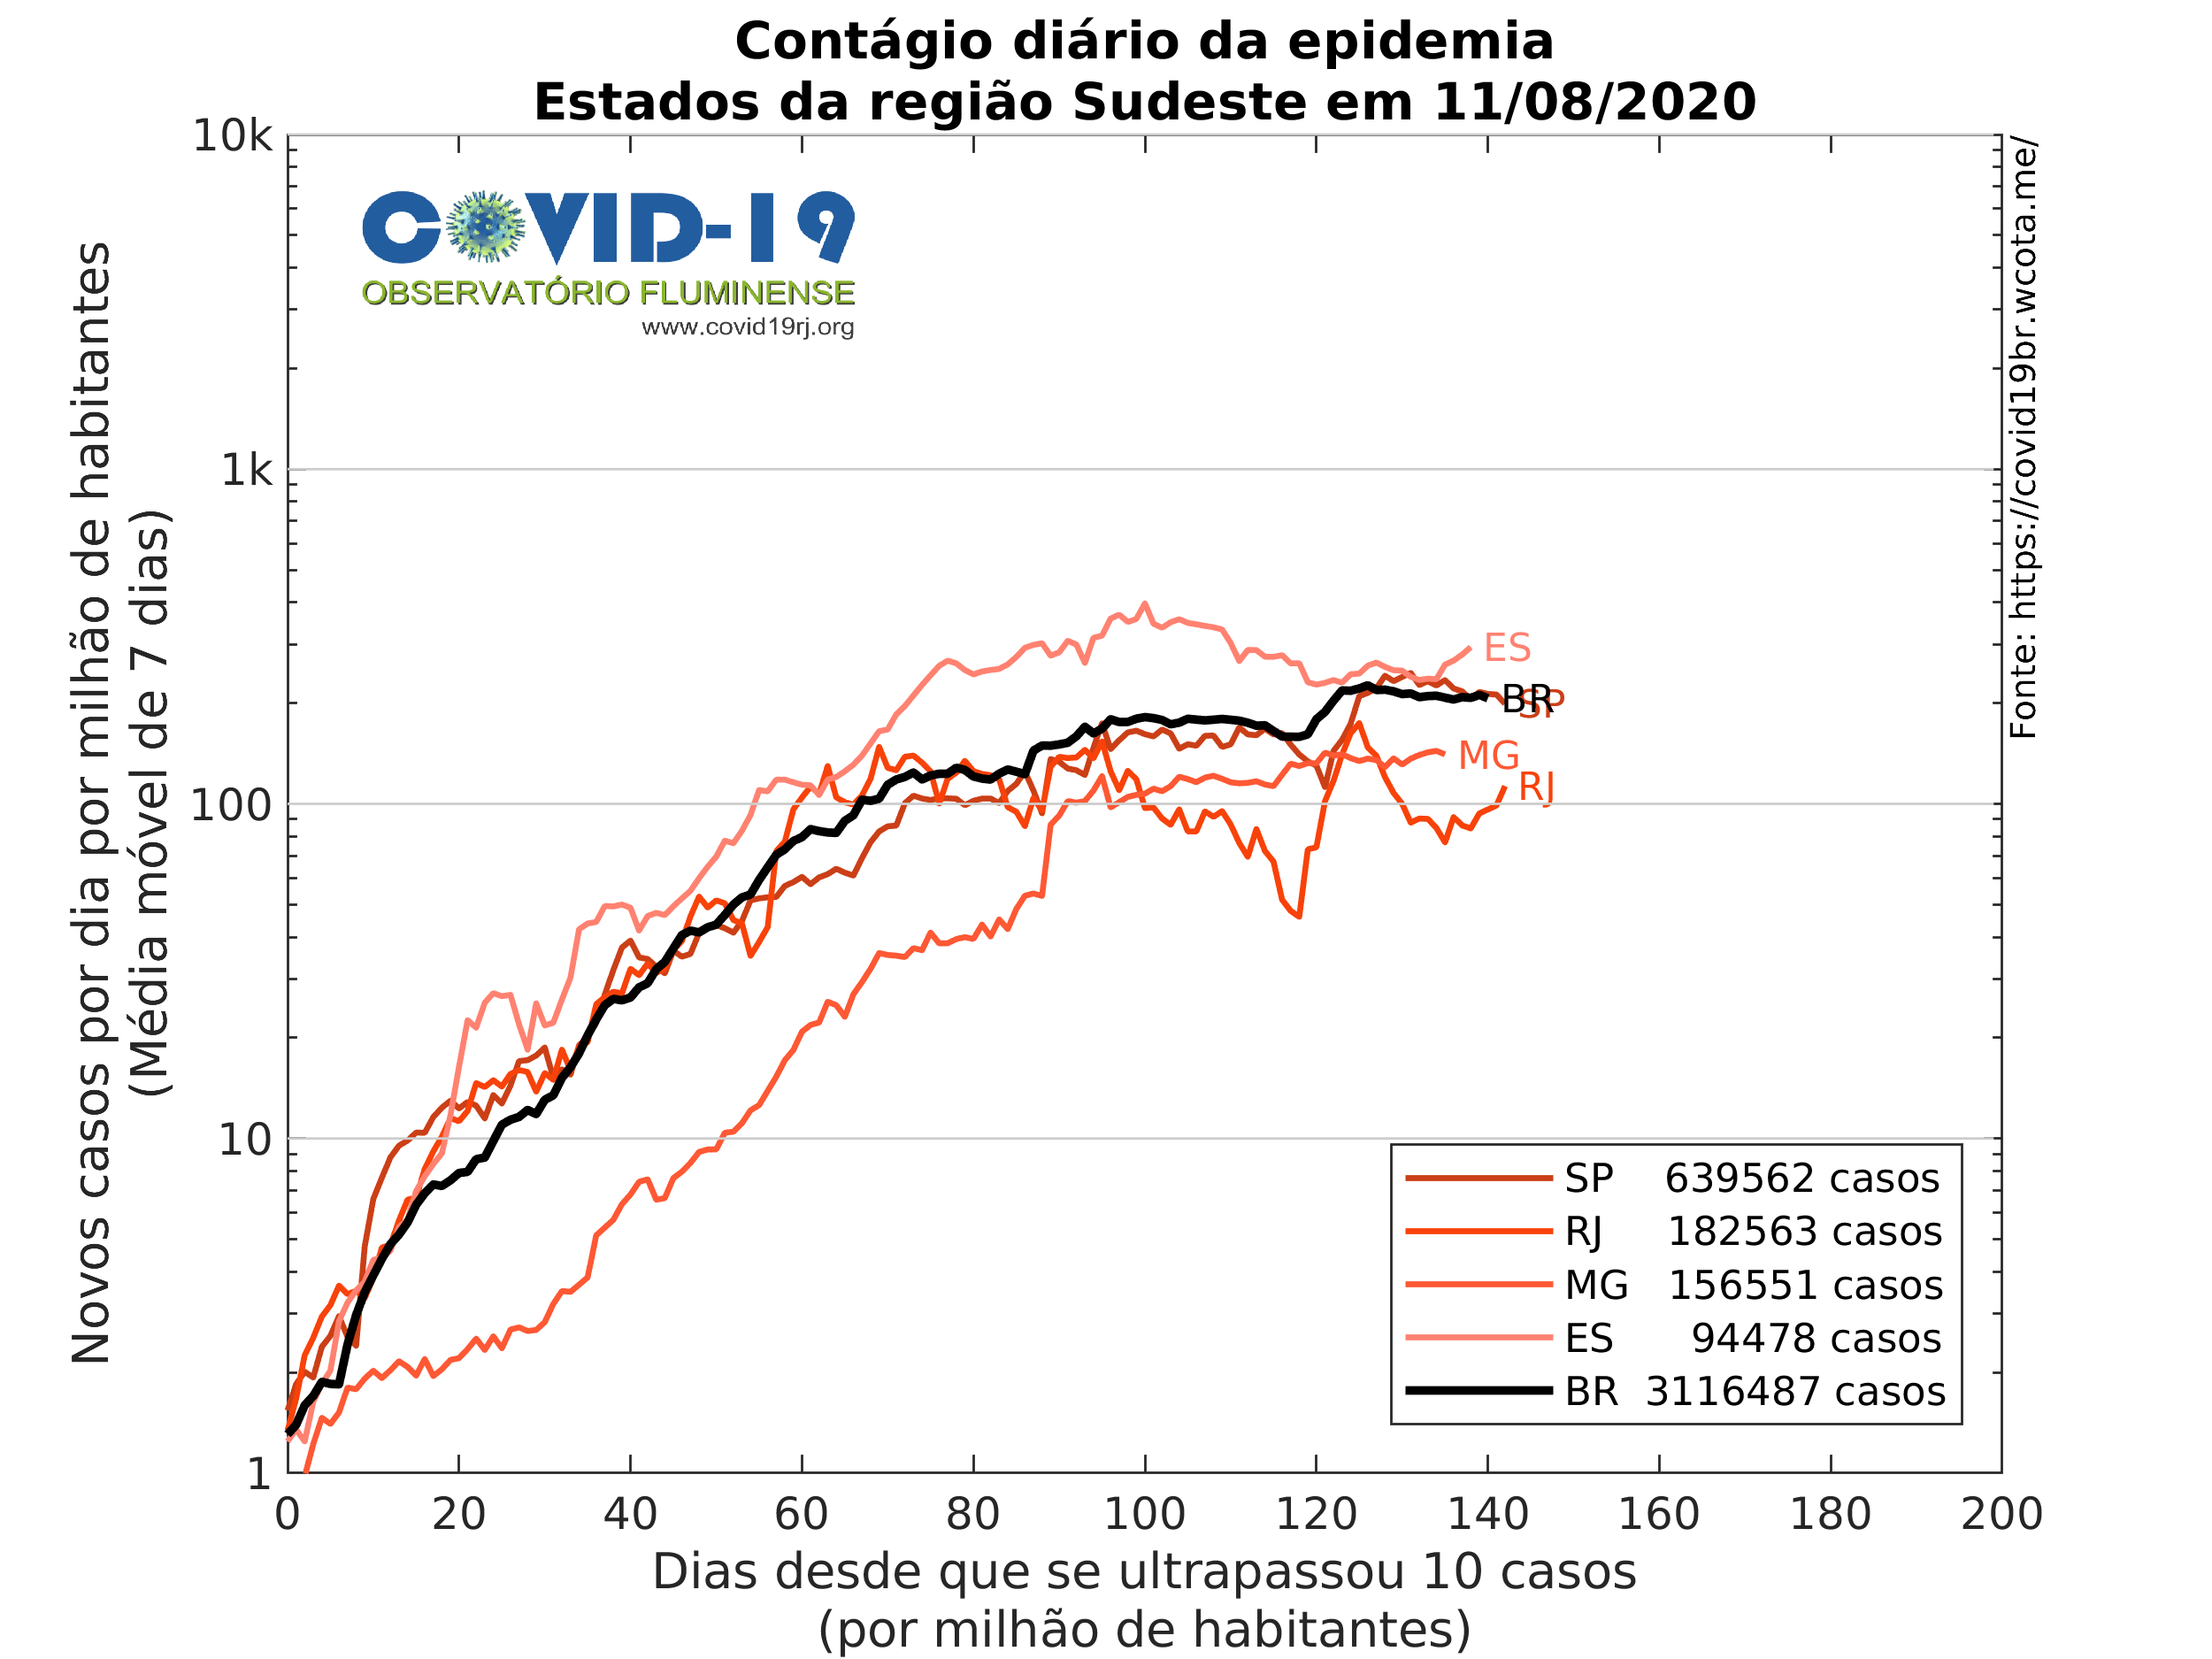 Contágio diário da epidemia
Estados da região Sudeste em 11/08/2020
COVID-19
OBSERVATÓRIO FLUMINENSE
www.covid19rj.org
Novos casos por dia por milhão de habitantes
(Média móvel de 7 dias)
10k
1k
100
10
1
Fonte: https://covid19br.wcota.me/
ES
BR
SP
MG
RJ
SP 639562 casos
RJ 182563 casos
MG 156551 casos
ES 94478 casos
BR 3116487 casos
0 20 40 60 80 100 120 140 160 180 200
Dias desde que se ultrapassou 10 casos
(por milhão de habitantes)